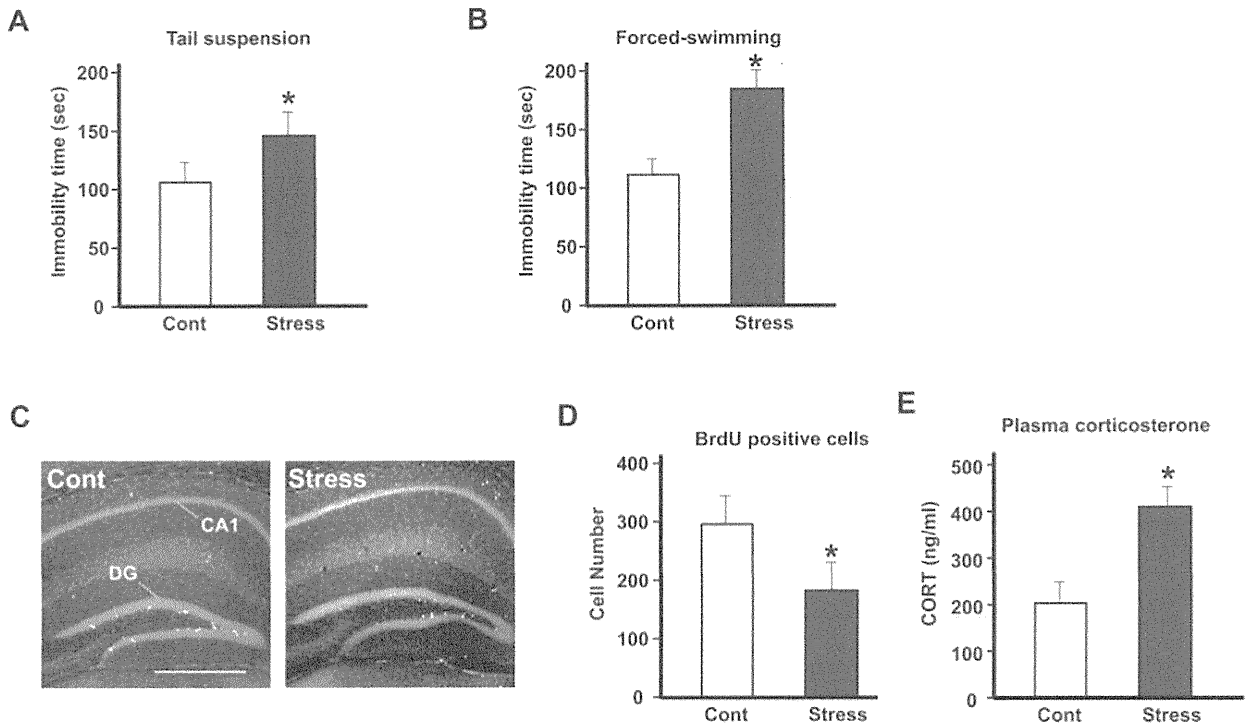 A
Tail suspension
Immobility time (sec)
200
150
100
50
0
*
Cont Stress
B
Forced-swimming
Immobility time (sec)
200
150
100
50
0
*
Cont Stress
C
Cont
CA1
DG
Stress
D
BrdU positive cells
Cell Number
400
300
200
100
0
*
Cont Stress
E
Plasma corticosterone
CORT (ng/ml)
500
400
300
200
100
0
*
Cont Stress